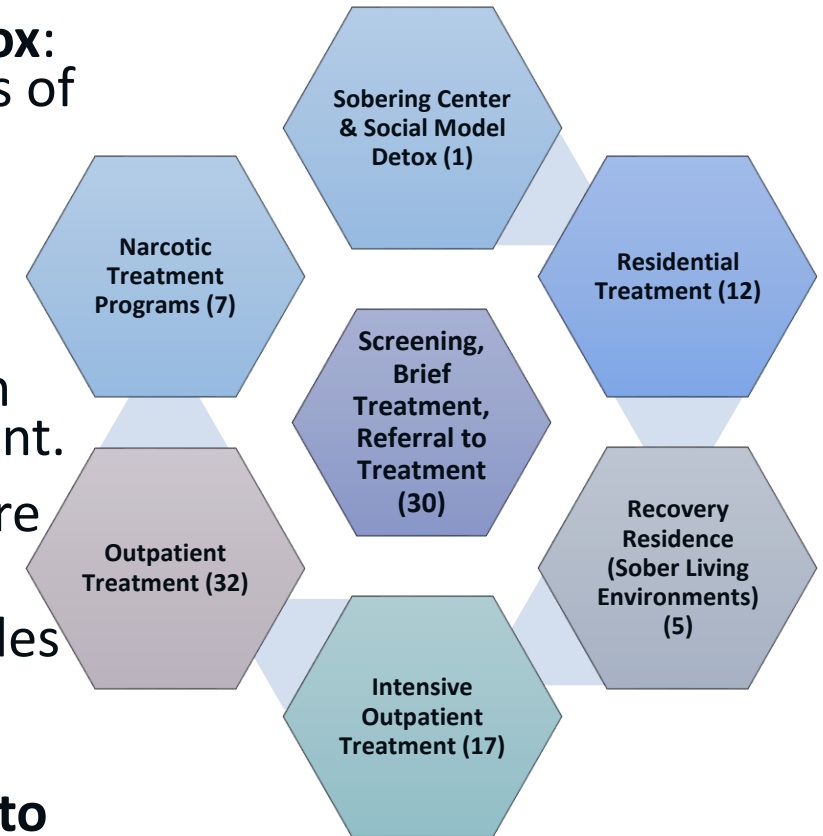 ox:
s of
n
nt.
re
les
to
Sobering Center
& Social Model
Detox (1)
Residential
Treatment (12)
Recovery
Residence
(Sober Living
Environments)
(5)
Intensive
Outpatient
Treatment (17)
Outpatient
Treatment (32)
Narcotic
Treatment
Programs (7)
Screening,
Brief
Treatment,
Referral to
Treatment
(30)